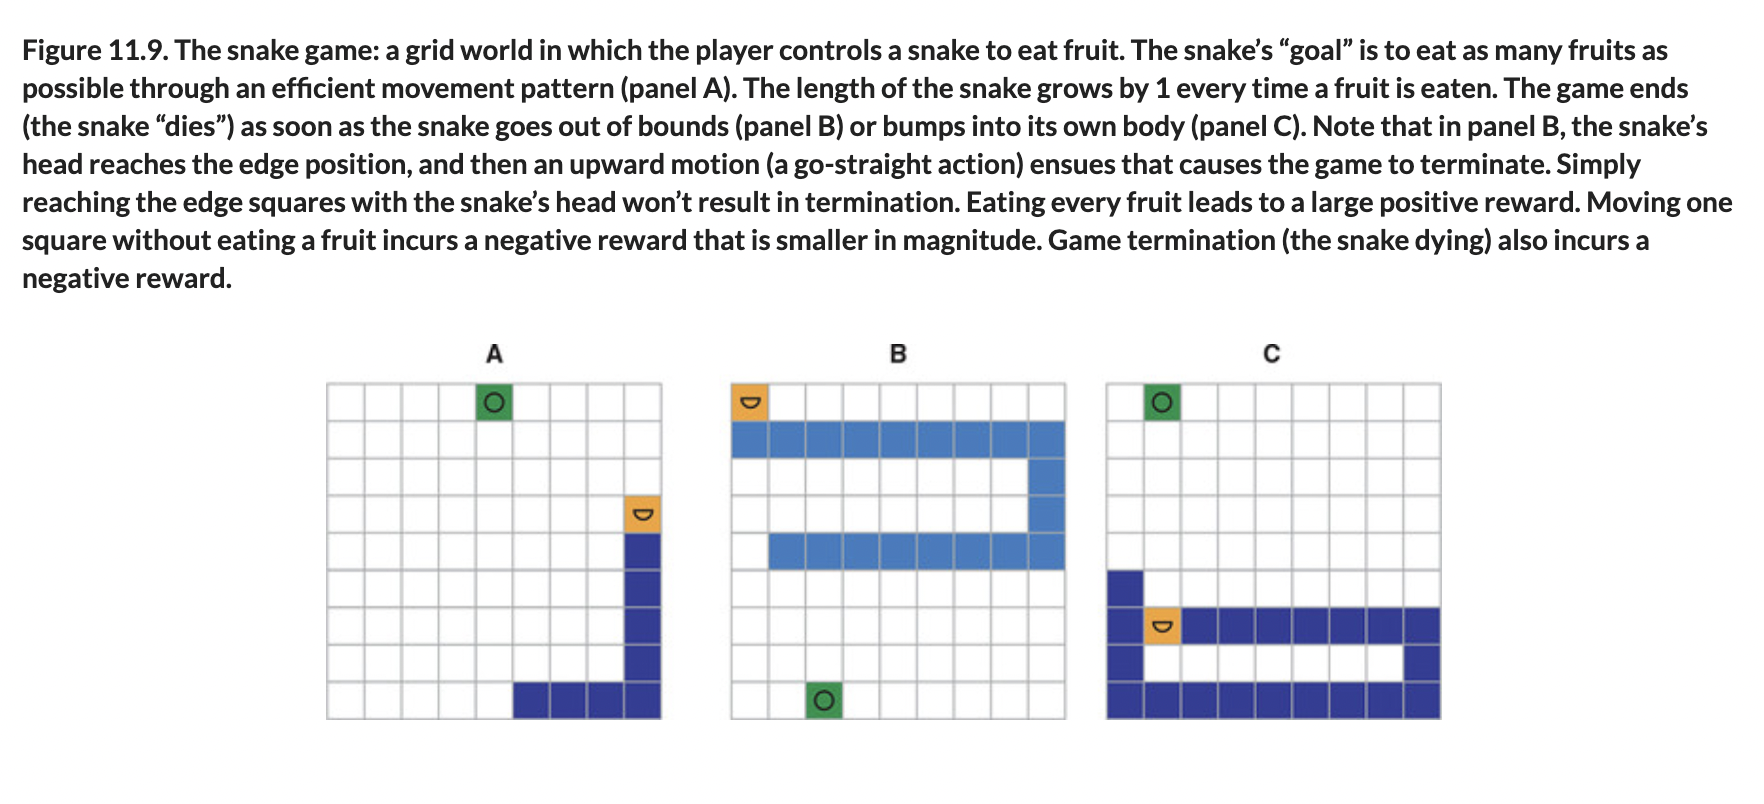 Figure 11.9. The snake game: a grid world in which the player controls a snake to eat fruit. The snake’s “goal” is to eat as many fruits as
possible through an efficient movement pattern (panel A). The length of the snake grows by 1 every time a fruit is eaten. The game ends
(the snake “dies”) as soon as the snake goes out of bounds (panel B) or bumps into its own body (panel C). Note that in panel B, the snake’s
head reaches the edge position, and then an upward motion (a go-straight action) ensues that causes the game to terminate. Simply
reaching the edge squares with the snake’s head won’t result in termination. Eating every fruit leads to a large positive reward. Moving one
square without eating a fruit incurs a negative reward that is smaller in magnitude. Game termination (the snake dying) also incurs a
negative reward.
A B C